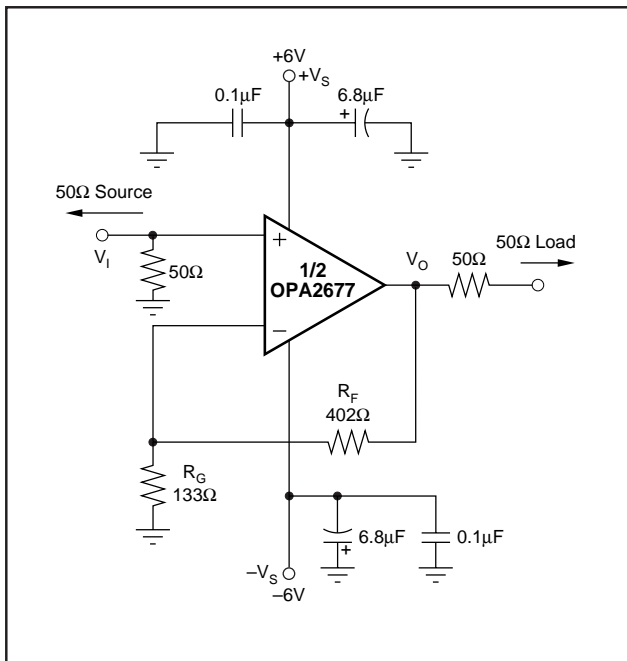 +6V
+V_S
0.1µF
6.8µF
+
50Ω Source
V_I
50Ω
+
–
1/2
OPA2677
V_O
50Ω
50Ω Load
R_F
402Ω
R_G
133Ω
6.8µF
+
0.1µF
–V_S
–6V